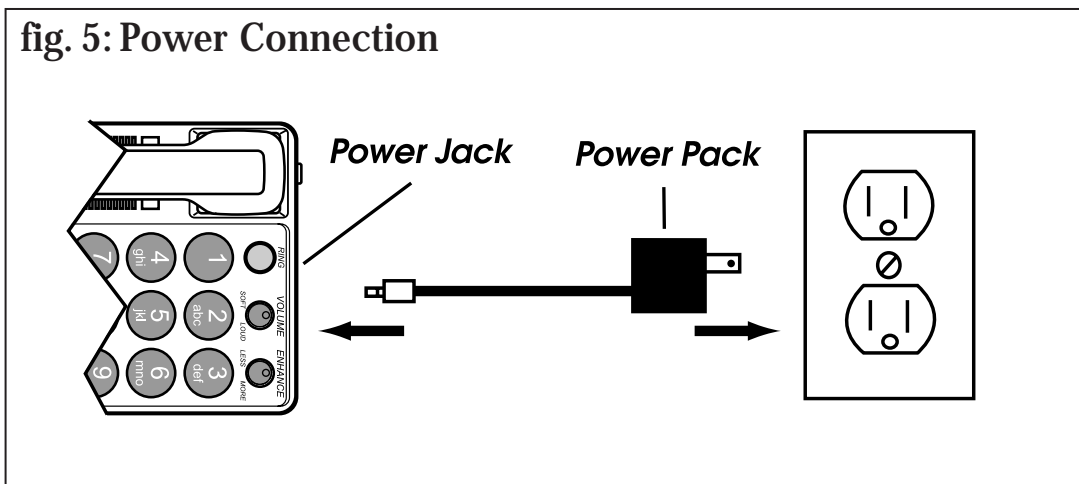 fig. 5: Power Connection
Power Jack
Power Pack
RING
VOLUME
SOFT LOUD
ENHANCE
LESS MORE
1
2
abc
3
def
4
ghi
5
jkl
6
mno
7
9